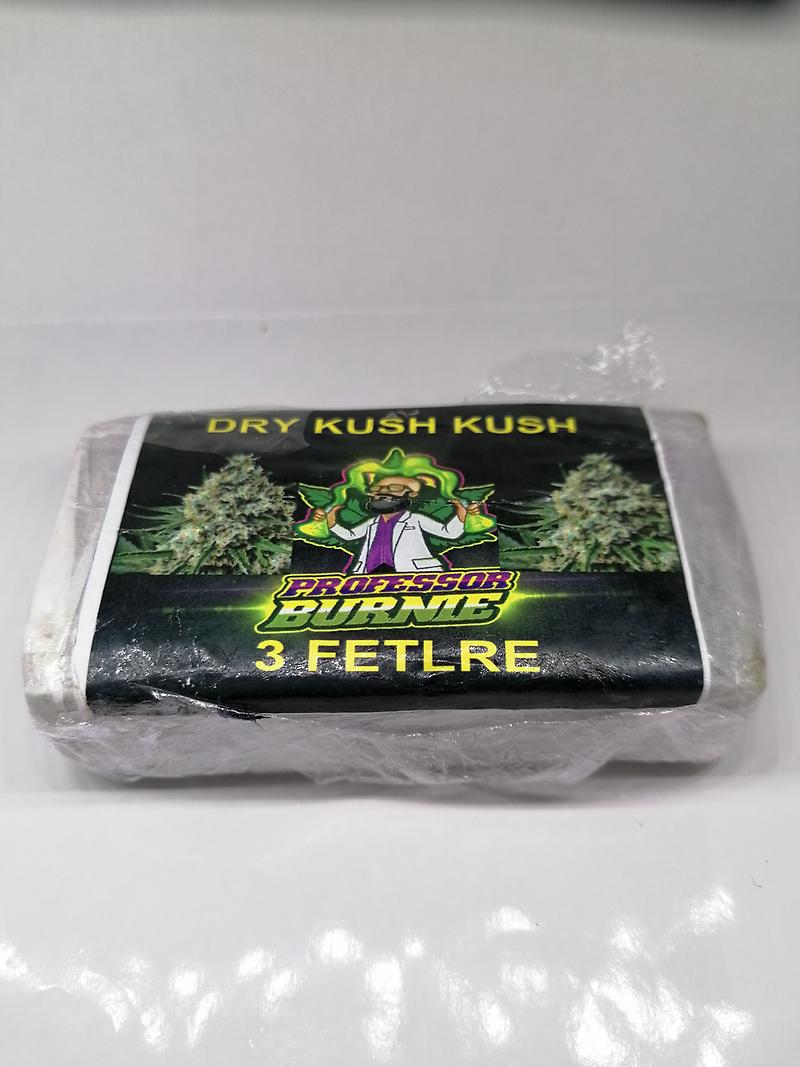 DRY KUSH KUSH
PROFESSOR
BURNIE
3 FETLRE